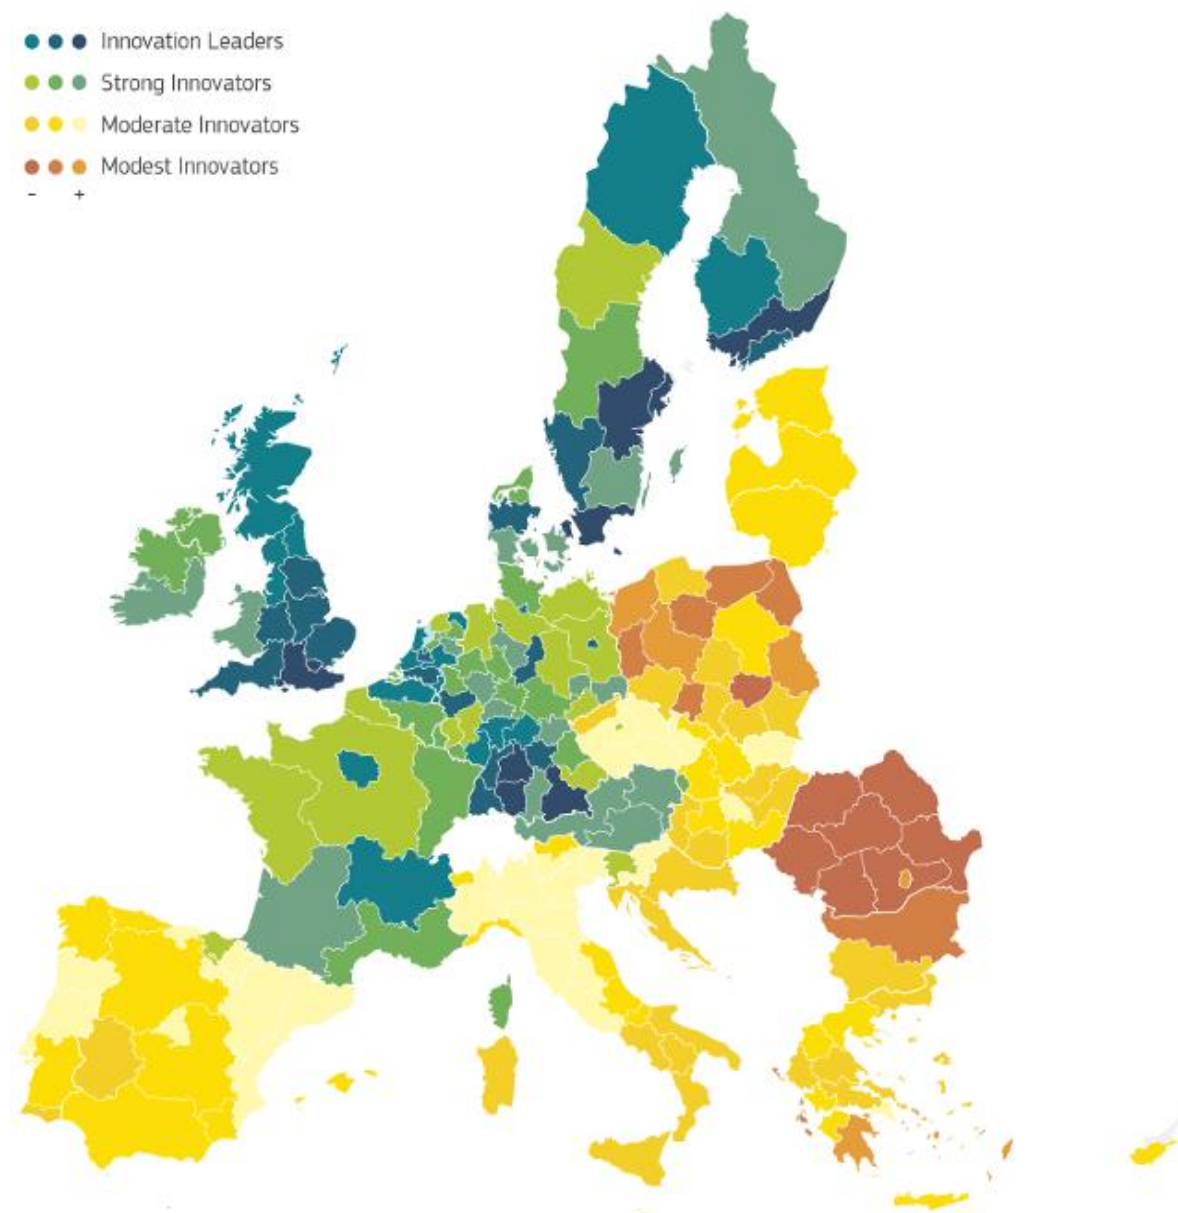 Innovation Leaders
Strong Innovators
Moderate Innovators
Modest Innovators
- +